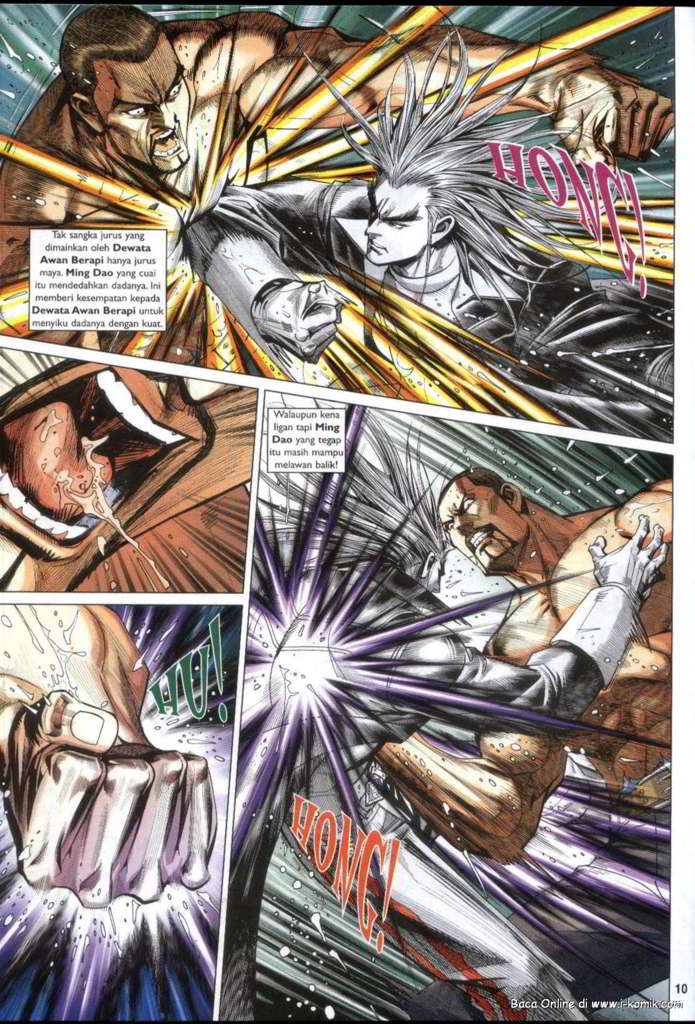 HONG!
Tak sangka jurus yang
dimainkan oleh Dewata
Awan Berapi hanya jurus
maya. Ming Dao yang cuai
itu mendedahkan dadanya. Ini
memberi kesempatan kepada
Dewata Awan Berapi untuk
menyiku dadanya dengan kuat.
Walaupun kena
ligan tapi Ming
Dao yang tegap
itu masih mampu
melawan balik!
HU!
HONG!
10
Baca Online di www.i-komik.com